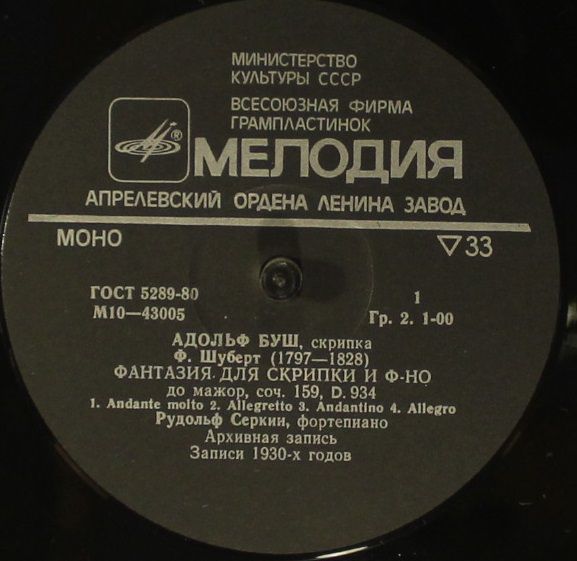 МИНИСТЕРСТВО
КУЛЬТУРЫ СССР
ВСЕСОЮЗНАЯ ФИРМА
ГРАМПЛАСТИНОК
®
МЕЛОДИЯ
АПРЕЛЕВСКИЙ ОРДЕНА ЛЕНИНА ЗАВОД
МОНО ▽33
ГОСТ 5289-80 1
М10—43005 Гр. 2. 1-00
АДОЛЬФ БУШ, скрипка
Ф. Шуберт (1797—1828)
ФАНТАЗИЯ ДЛЯ СКРИПКИ И Ф-НО
до мажор, соч. 159, D. 934
1. Andante molto 2. Allegretto 3. Andantino 4. Allegro
Рудольф Серкин, фортепиано
Архивная запись
Записи 1930-х годов